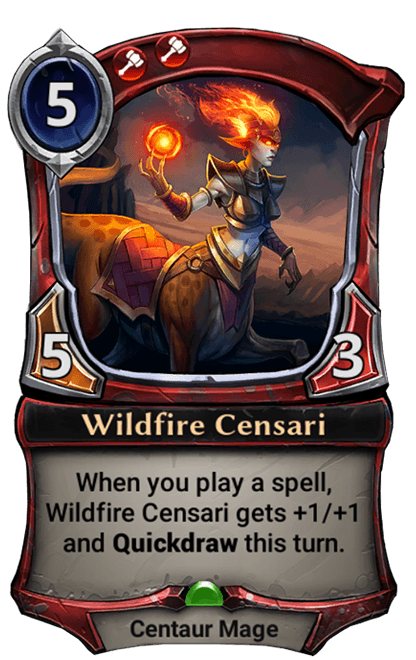 5
5
3
Wildfire Censari
When you play a spell,
Wildfire Censari gets +1/+1
and Quickdraw this turn.
Centaur Mage